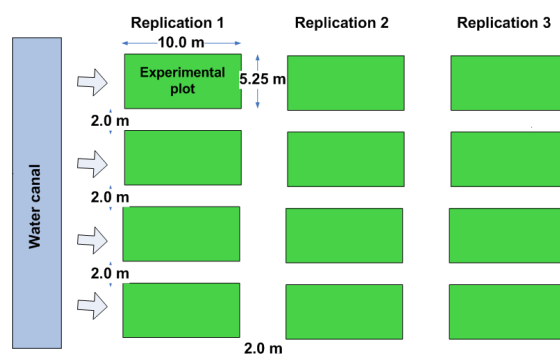 Replication 1
Replication 2
Replication 3
10.0 m
Experimental
plot
5.25 m
2.0 m
2.0 m
2.0 m
2.0 m
Water canal